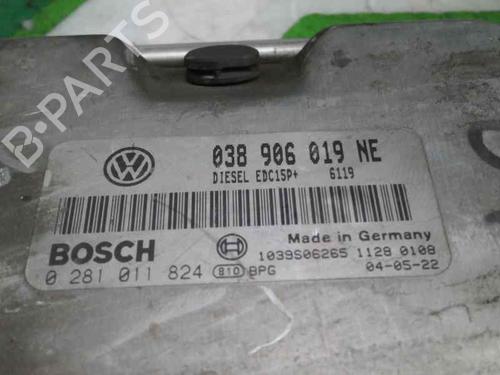 038 906 019 NE
DIESEL EDC15P+ 6119
BOSCH
Made in Germany
1039S06265 1128 0108
0 281 011 824 810 BPG 04-05-22
B-PARTS